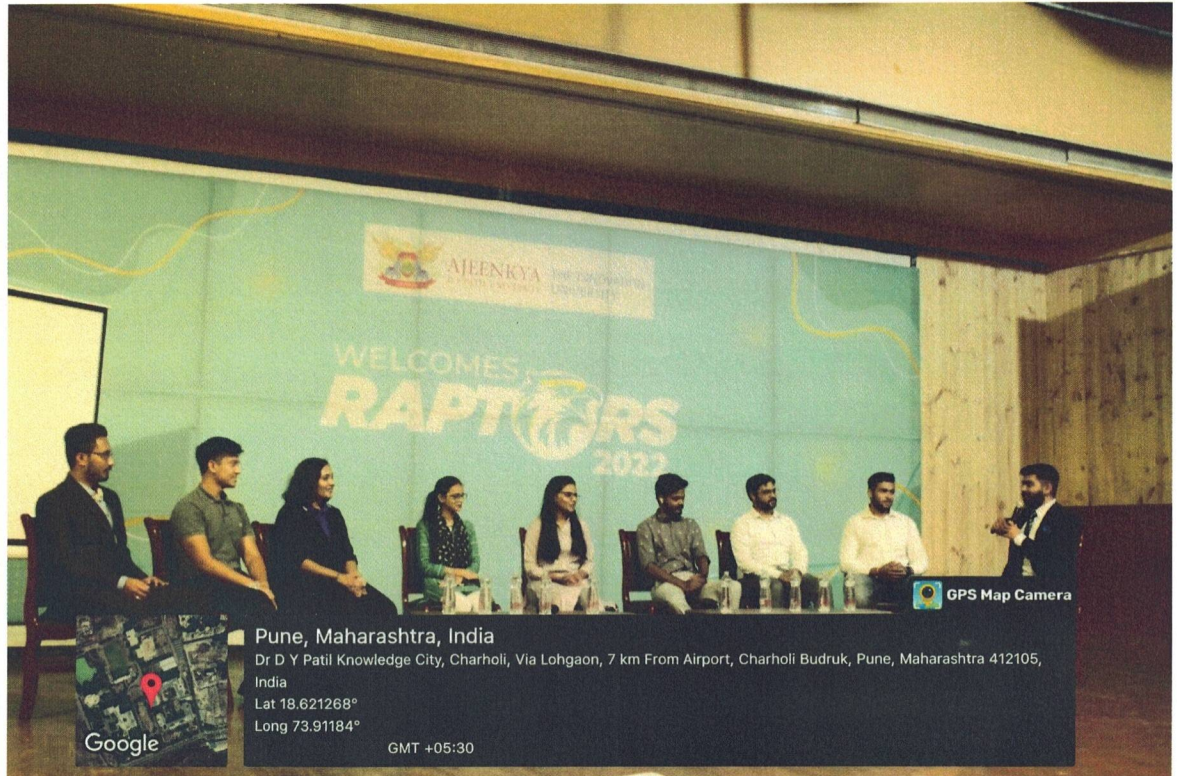 AJEENKYA
WELCOMES
RAPTORS
2022
GPS Map Camera
Pune, Maharashtra, India
Dr D Y Patil Knowledge City, Charholi, Via Lohgaon, 7 km From Airport, Charholi Budruk, Pune, Maharashtra 412105,
India
Lat 18.621268°
Long 73.91184°
GMT +05:30
Google